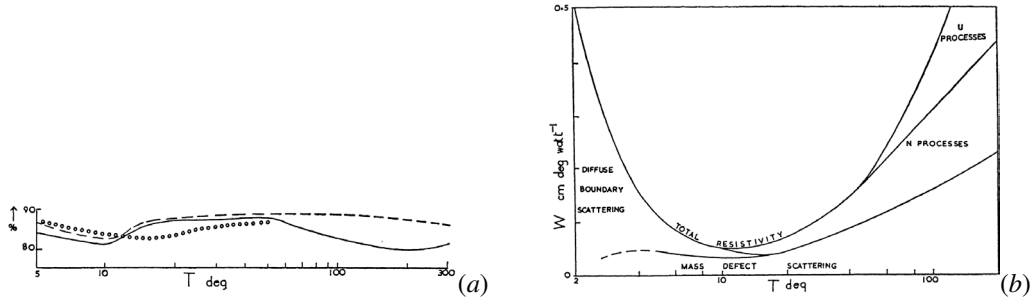 ↑ 90
%
80
5 10 100 300
T deg
(a)
0.5
U
PROCESSES
N PROCESSES
W cm deg watt⁻¹
DIFFUSE
BOUNDARY
SCATTERING
TOTAL RESISTIVITY
MASS DEFECT SCATTERING
0
2 10 100
T deg
(b)